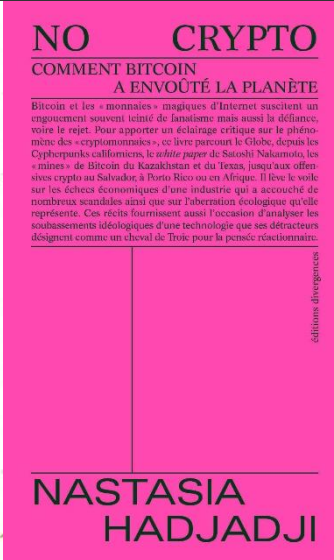 NO CRYPTO
COMMENT BITCOIN
A ENVOÛTÉ LA PLANÈTE
Bitcoin et les « monnaies » magiques d'Internet suscitent un
engouement souvent teinté de fanatisme mais aussi la défiance,
voire le rejet. Pour apporter un éclairage critique sur le phéno-
mène des « cryptomonnaies », ce livre parcourt le Globe, depuis les
Cypherpunks californiens, le white paper de Satoshi Nakamoto, les
« mines » de Bitcoin du Kazakhstan et du Texas, jusqu'aux offen-
sives crypto au Salvador, à Porto Rico ou en Afrique. Il lève le voile
sur les échecs économiques d'une industrie qui a accouché de
nombreux scandales ainsi que sur l'aberration écologique qu'elle
représente. Ces récits fournissent aussi l'occasion d'analyser les
soubassements idéologiques d'une technologie que ses détracteurs
désignent comme un cheval de Troie pour la pensée réactionnaire.
éditions divergences
NASTASIA
HADJADJI